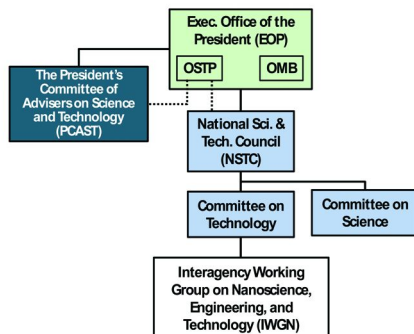 Exec. Office of the
President (EOP)
OSTP
OMB
The President's
Committee of
Advisers on Science
and Technology
(PCAST)
National Sci. &
Tech. Council
(NSTC)
Committee on
Technology
Committee on
Science
Interagency Working
Group on Nanoscience,
Engineering, and
Technology (IWGN)